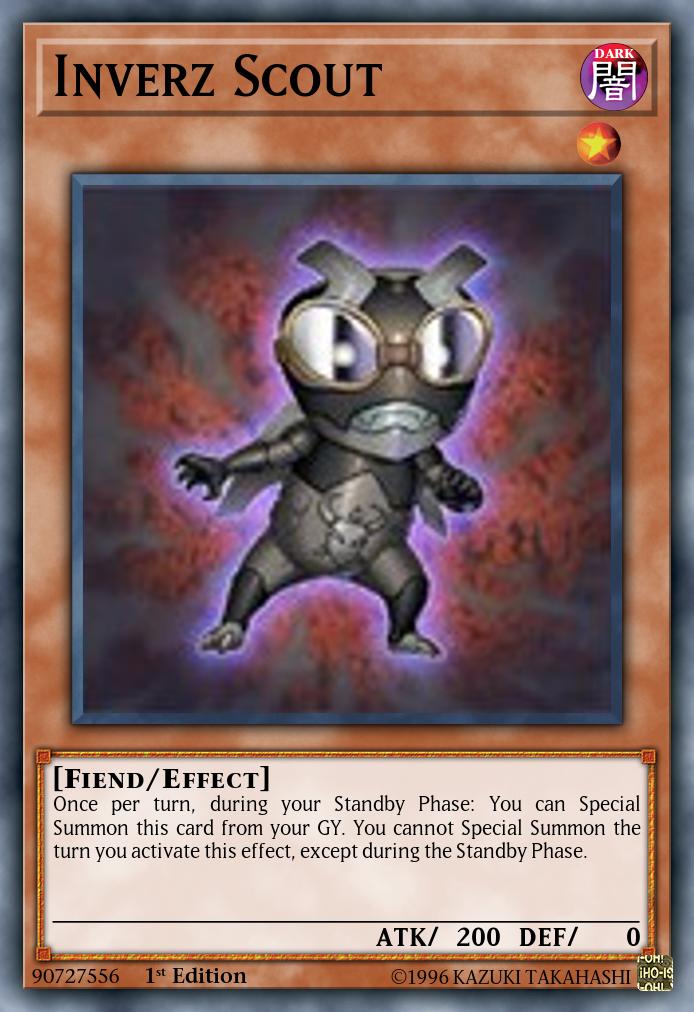 Inverz Scout
DARK
闇
[Fiend/Effect]
Once per turn, during your Standby Phase: You can Special
Summon this card from your GY. You cannot Special Summon the
turn you activate this effect, except during the Standby Phase.
ATK/ 200 DEF/ 0
90727556 1st Edition ©1996 KAZUKI TAKAHASHI